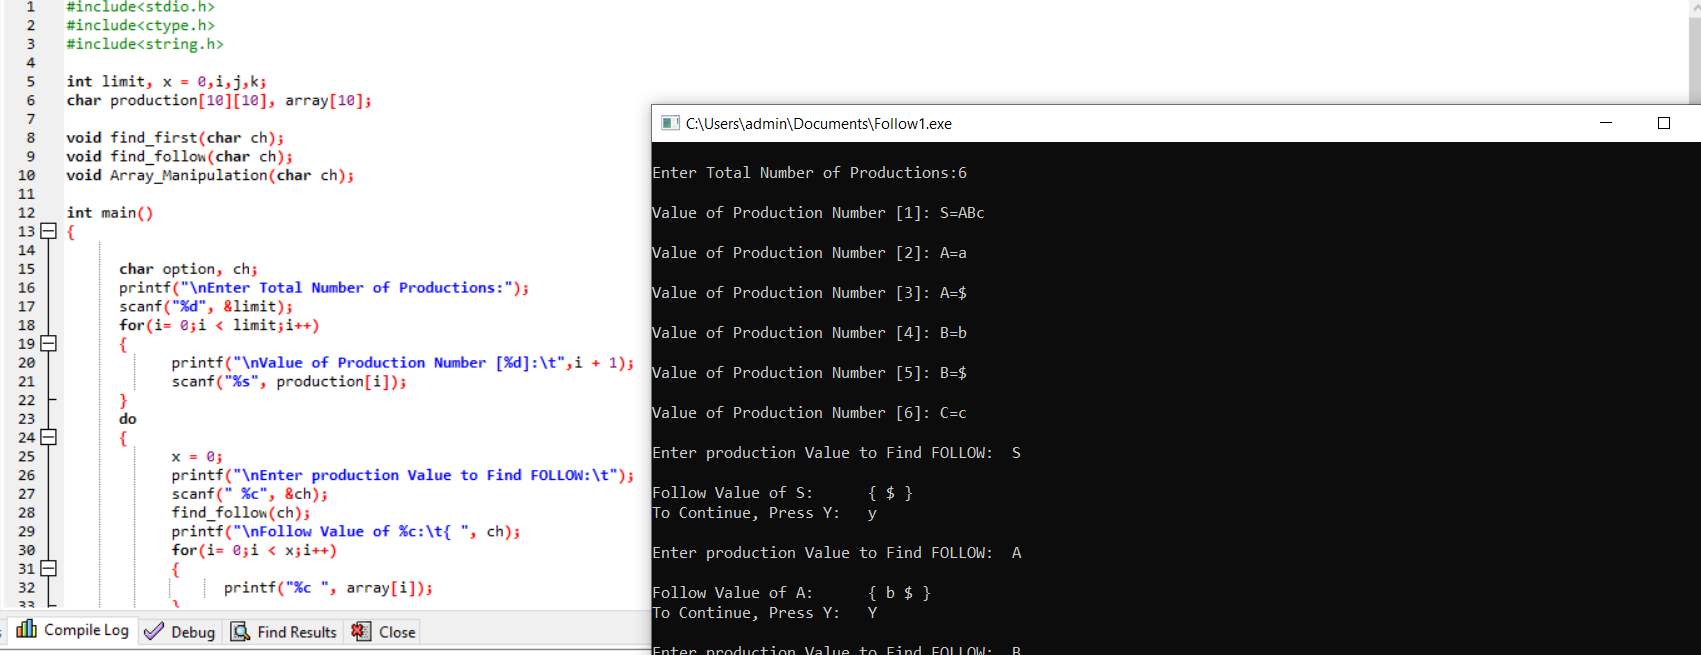 1 #include<stdio.h>
2 #include<ctype.h>
3 #include<string.h>
4
5 int limit, x = 0,i,j,k;
6 char production[10][10], array[10];
7
8 void find_first(char ch);
9 void find_follow(char ch);
10 void Array_Manipulation(char ch);
11
12 int main()
13 {
14
15 char option, ch;
16 printf("\nEnter Total Number of Productions:");
17 scanf("%d", &limit);
18 for(i= 0;i < limit;i++)
19 {
20 printf("\nValue of Production Number [%d]:\t",i + 1);
21 scanf("%s", production[i]);
22 }
23 do
24 {
25 x = 0;
26 printf("\nEnter production Value to Find FOLLOW:\t");
27 scanf(" %c", &ch);
28 find_follow(ch);
29 printf("\nFollow Value of %c:\t{ ", ch);
30 for(i= 0;i < x;i++)
31 {
32 printf("%c ", array[i]);
33 }
Compile Log Debug Find Results Close
C:\Users\admin\Documents\Follow1.exe
Enter Total Number of Productions:6
Value of Production Number [1]: S=ABc
Value of Production Number [2]: A=a
Value of Production Number [3]: A=$
Value of Production Number [4]: B=b
Value of Production Number [5]: B=$
Value of Production Number [6]: C=c
Enter production Value to Find FOLLOW: S
Follow Value of S: { $ }
To Continue, Press Y: y
Enter production Value to Find FOLLOW: A
Follow Value of A: { b $ }
To Continue, Press Y: Y
Enter production Value to Find FOLLOW: B